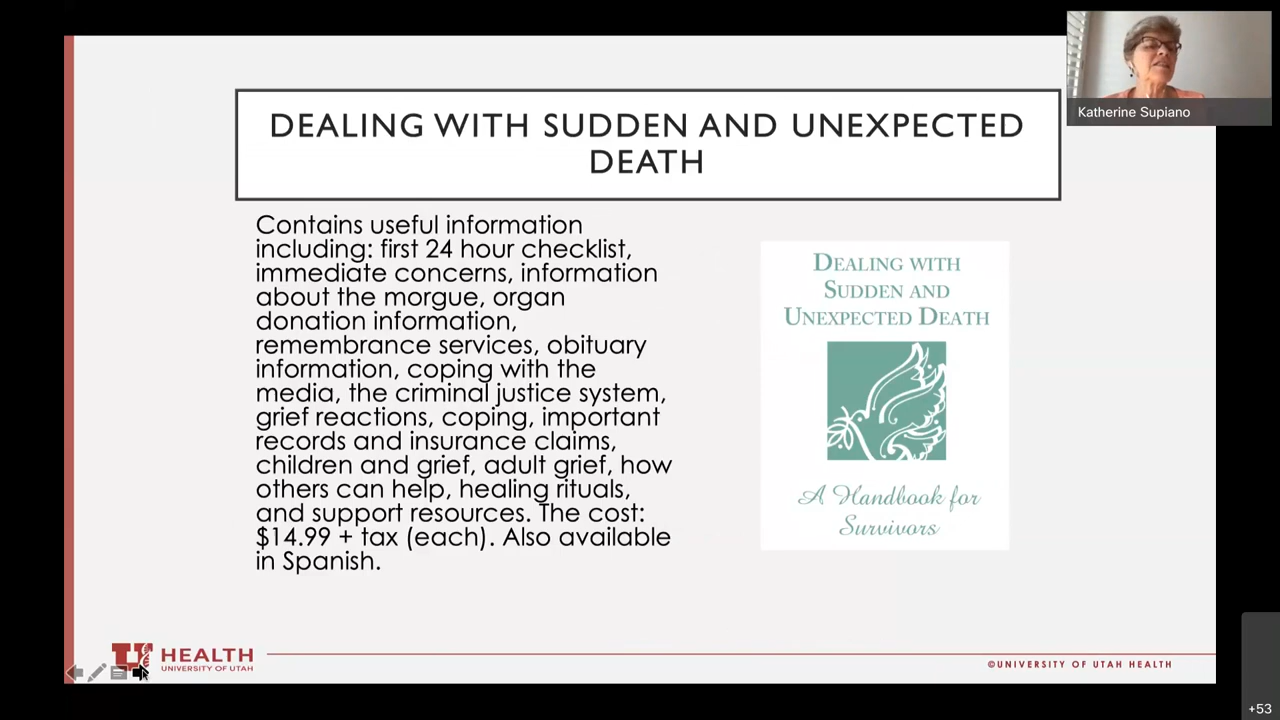 DEALING WITH SUDDEN AND UNEXPECTED
DEATH
Katherine Supiano
Contains useful information
including: first 24 hour checklist,
immediate concerns, information
about the morgue, organ
donation information,
remembrance services, obituary
information, coping with the
media, the criminal justice system,
grief reactions, coping, important
records and insurance claims,
children and grief, adult grief, how
others can help, healing rituals,
and support resources. The cost:
$14.99 + tax (each). Also available
in Spanish.
DEALING WITH
SUDDEN AND
UNEXPECTED DEATH
A Handbook for
Survivors
U HEALTH
UNIVERSITY OF UTAH
©UNIVERSITY OF UTAH HEALTH
+53